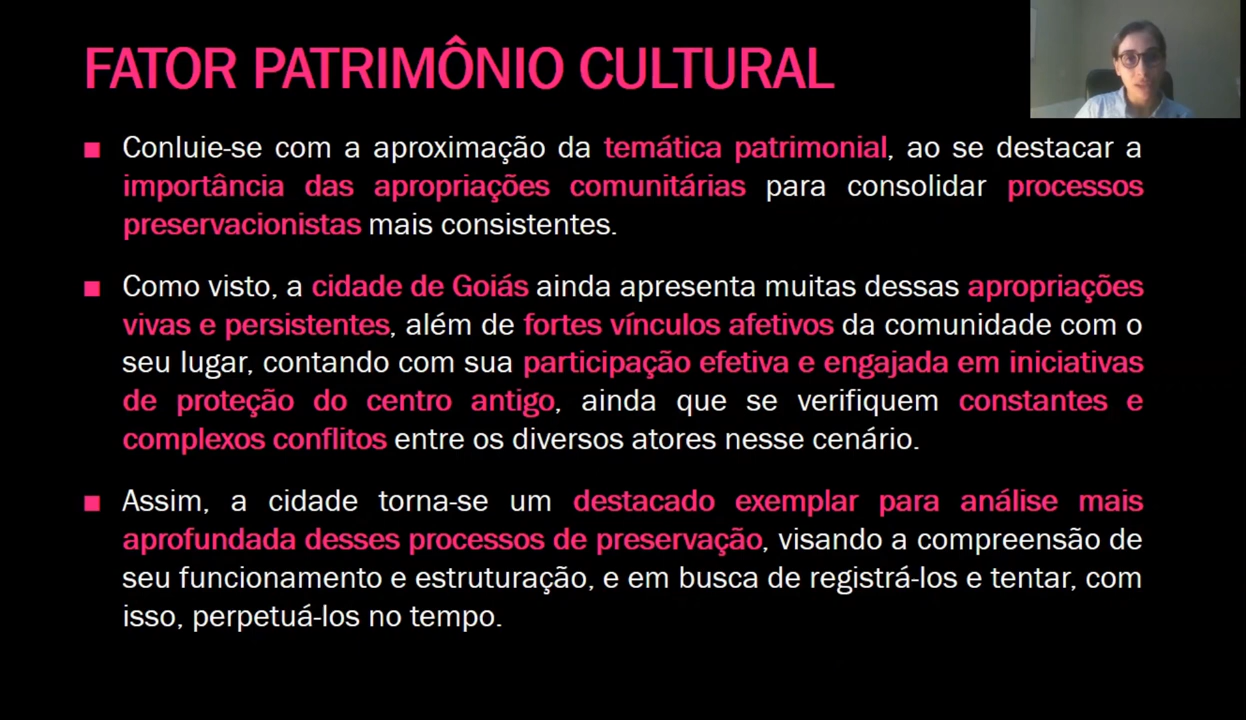 FATOR PATRIMÔNIO CULTURAL
■ Conluie-se com a aproximação da temática patrimonial, ao se destacar a
importância das apropriações comunitárias para consolidar processos
preservacionistas mais consistentes.
■ Como visto, a cidade de Goiás ainda apresenta muitas dessas apropriações
vivas e persistentes, além de fortes vínculos afetivos da comunidade com o
seu lugar, contando com sua participação efetiva e engajada em iniciativas
de proteção do centro antigo, ainda que se verifiquem constantes e
complexos conflitos entre os diversos atores nesse cenário.
■ Assim, a cidade torna-se um destacado exemplar para análise mais
aprofundada desses processos de preservação, visando a compreensão de
seu funcionamento e estruturação, e em busca de registrá-los e tentar, com
isso, perpetuá-los no tempo.